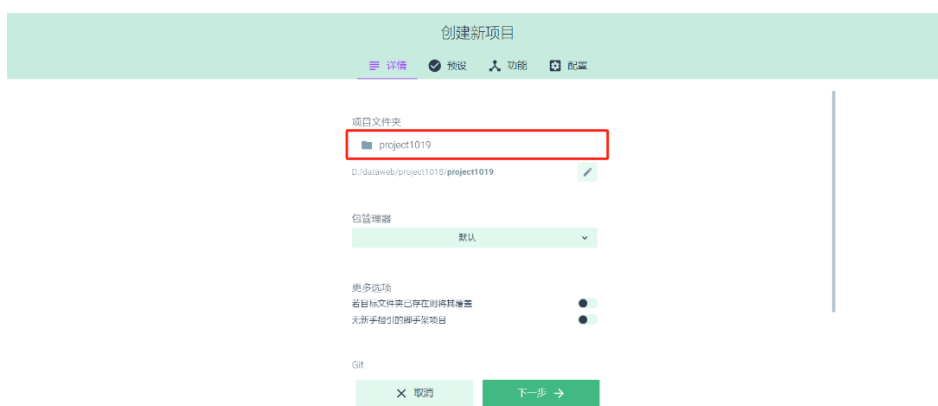 创建新项目
详情 预设 功能 配置
项目文件夹
project1019
D:/dataweb/project1018/project1019
包管理器
默认
更多选项
若目标文件夹已存在则将其覆盖
无新手指引的脚手架项目
Git
取消 下一步